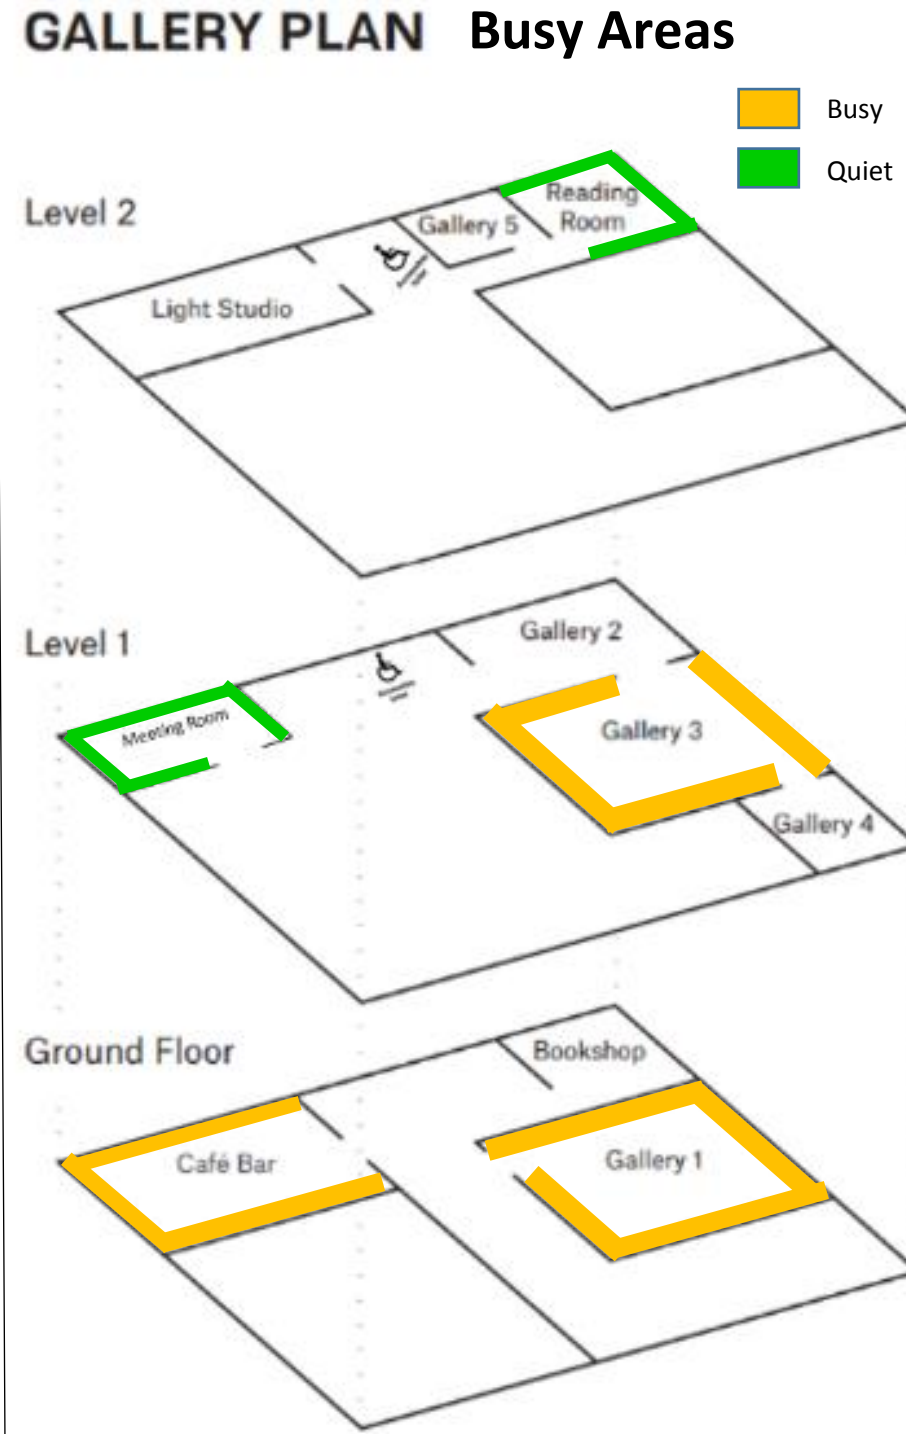 GALLERY PLAN Busy Areas
Busy
Quiet
Level 2
Reading
Room
Gallery 5
Light Studio
Level 1
Gallery 2
Meeting Room
Gallery 3
Gallery 4
Ground Floor
Bookshop
Café Bar
Gallery 1